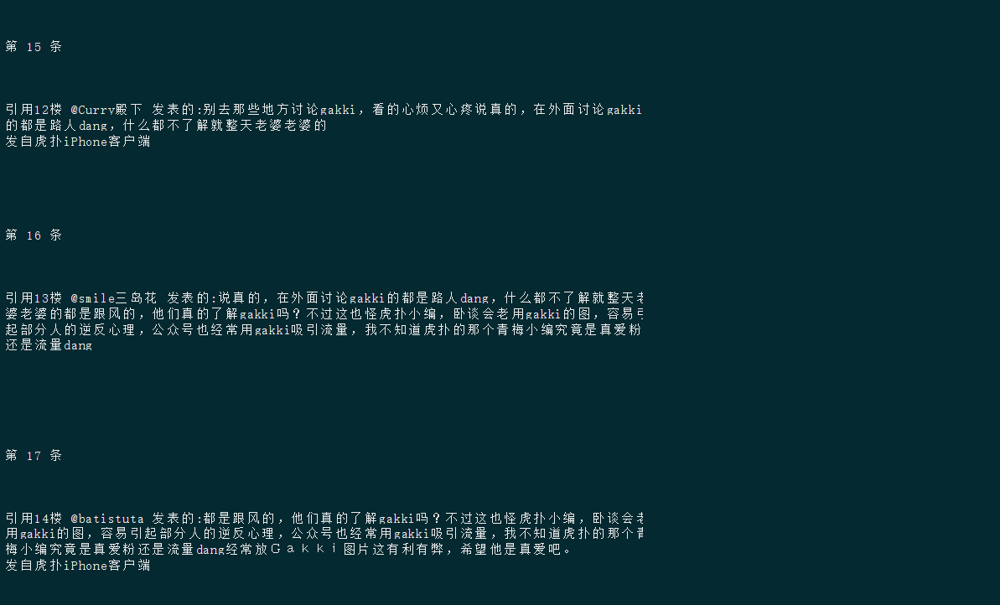 第 15 条
引用12楼 @Curry殿下 发表的:别去那些地方讨论gakki，看的心烦又心疼说真的，在外面讨论gakki
的都是路人dang，什么都不了解就整天老婆老婆的
发自虎扑iPhone客户端
第 16 条
引用13楼 @smile三岛花 发表的:说真的，在外面讨论gakki的都是路人dang，什么都不了解就整天老
婆老婆的都是跟风的，他们真的了解gakki吗？不过这也怪虎扑小编，卧谈会老用gakki的图，容易引
起部分人的逆反心理，公众号也经常用gakki吸引流量，我不知道虎扑的那个青梅小编究竟是真爱粉
还是流量dang
第 17 条
引用14楼 @batistuta 发表的:都是跟风的，他们真的了解gakki吗？不过这也怪虎扑小编，卧谈会老
用gakki的图，容易引起部分人的逆反心理，公众号也经常用gakki吸引流量，我不知道虎扑的那个青
梅小编究竟是真爱粉还是流量dang经常放Ｇａｋｋｉ图片这有利有弊，希望他是真爱吧。
发自虎扑iPhone客户端